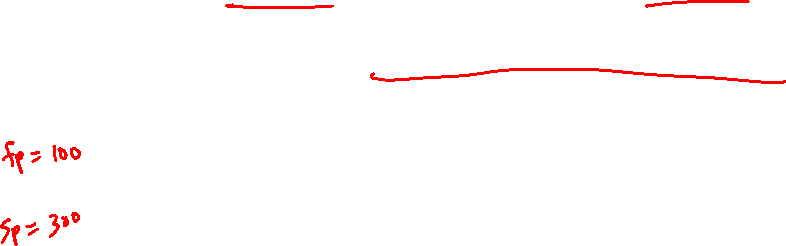 fp = 100
sp = 300